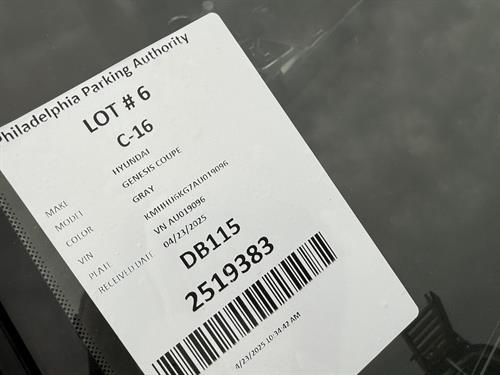 Philadelphia Parking Authority
LOT # 6
C-16
MAKE HYUNDAI
MODEL GENESIS COUPE
COLOR GRAY
VIN KMHHU6KG7AU019096
PLATE VN AU019096
RECEIVED DATE 04/23/2025
DB115
2519383
4/23/2025 10:34:42 AM